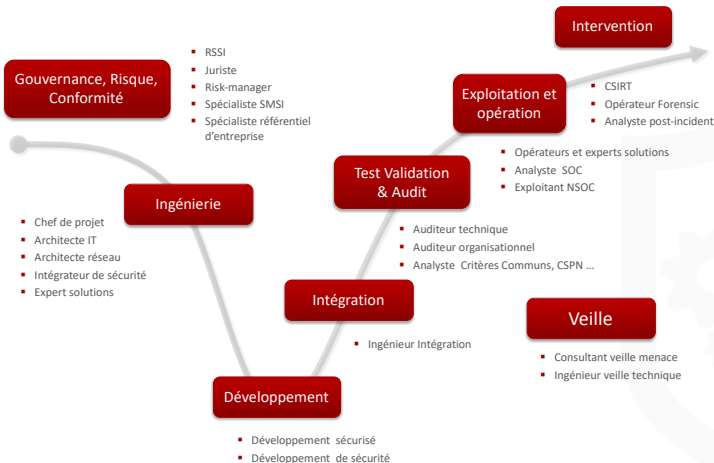 Gouvernance, Risque,
Conformité
RSSI
Juriste
Risk-manager
Spécialiste SMSI
Spécialiste référentiel
d'entreprise
Ingénierie
Chef de projet
Architecte IT
Architecte réseau
Intégrateur de sécurité
Expert solutions
Développement
Développement sécurisé
Développement de sécurité
Intégration
Ingénieur Intégration
Test Validation
& Audit
Auditeur technique
Auditeur organisationnel
Analyste Critères Communs, CSPN ...
Exploitation et
opération
Opérateurs et experts solutions
Analyste SOC
Exploitant NSOC
Intervention
CSIRT
Opérateur Forensic
Analyste post-incident
Veille
Consultant veille menace
Ingénieur veille technique